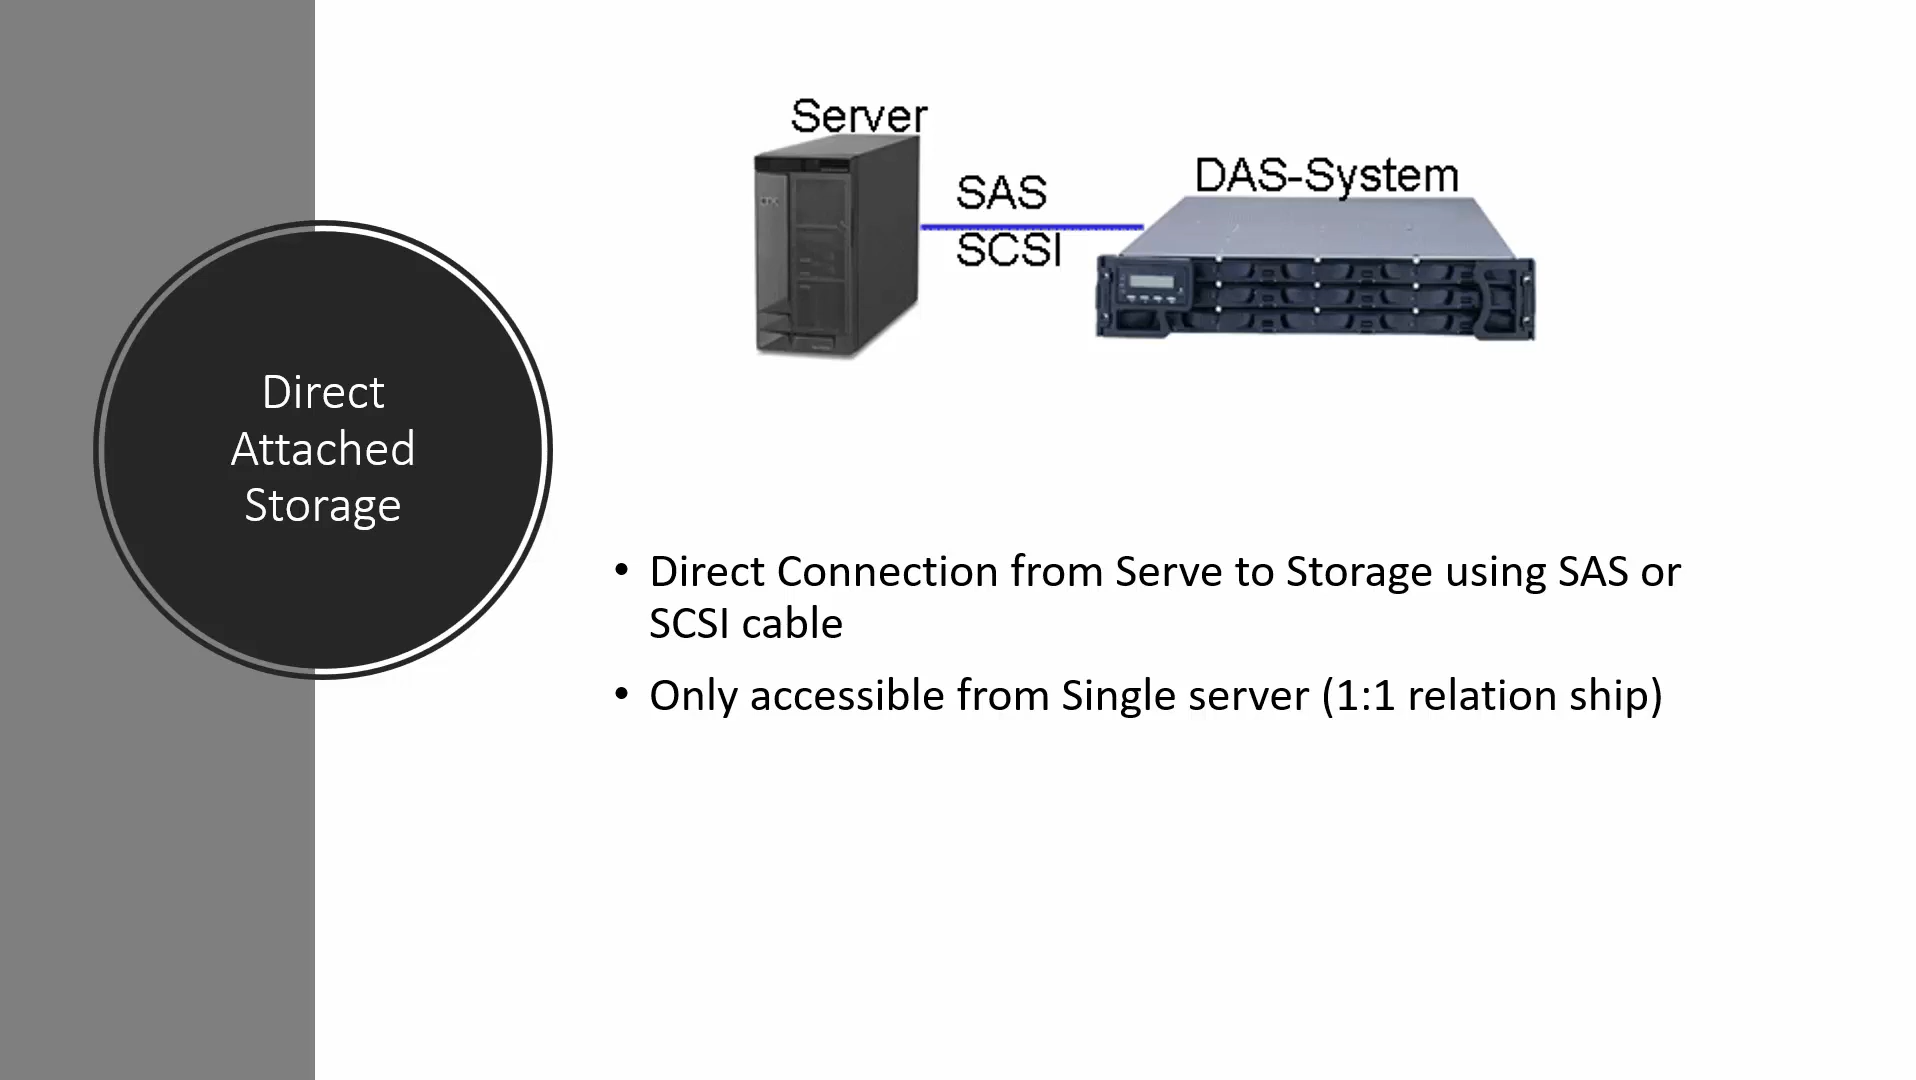 Direct
Attached
Storage
Server
SAS
SCSI
DAS-System
• Direct Connection from Serve to Storage using SAS or
SCSI cable
• Only accessible from Single server (1:1 relation ship)